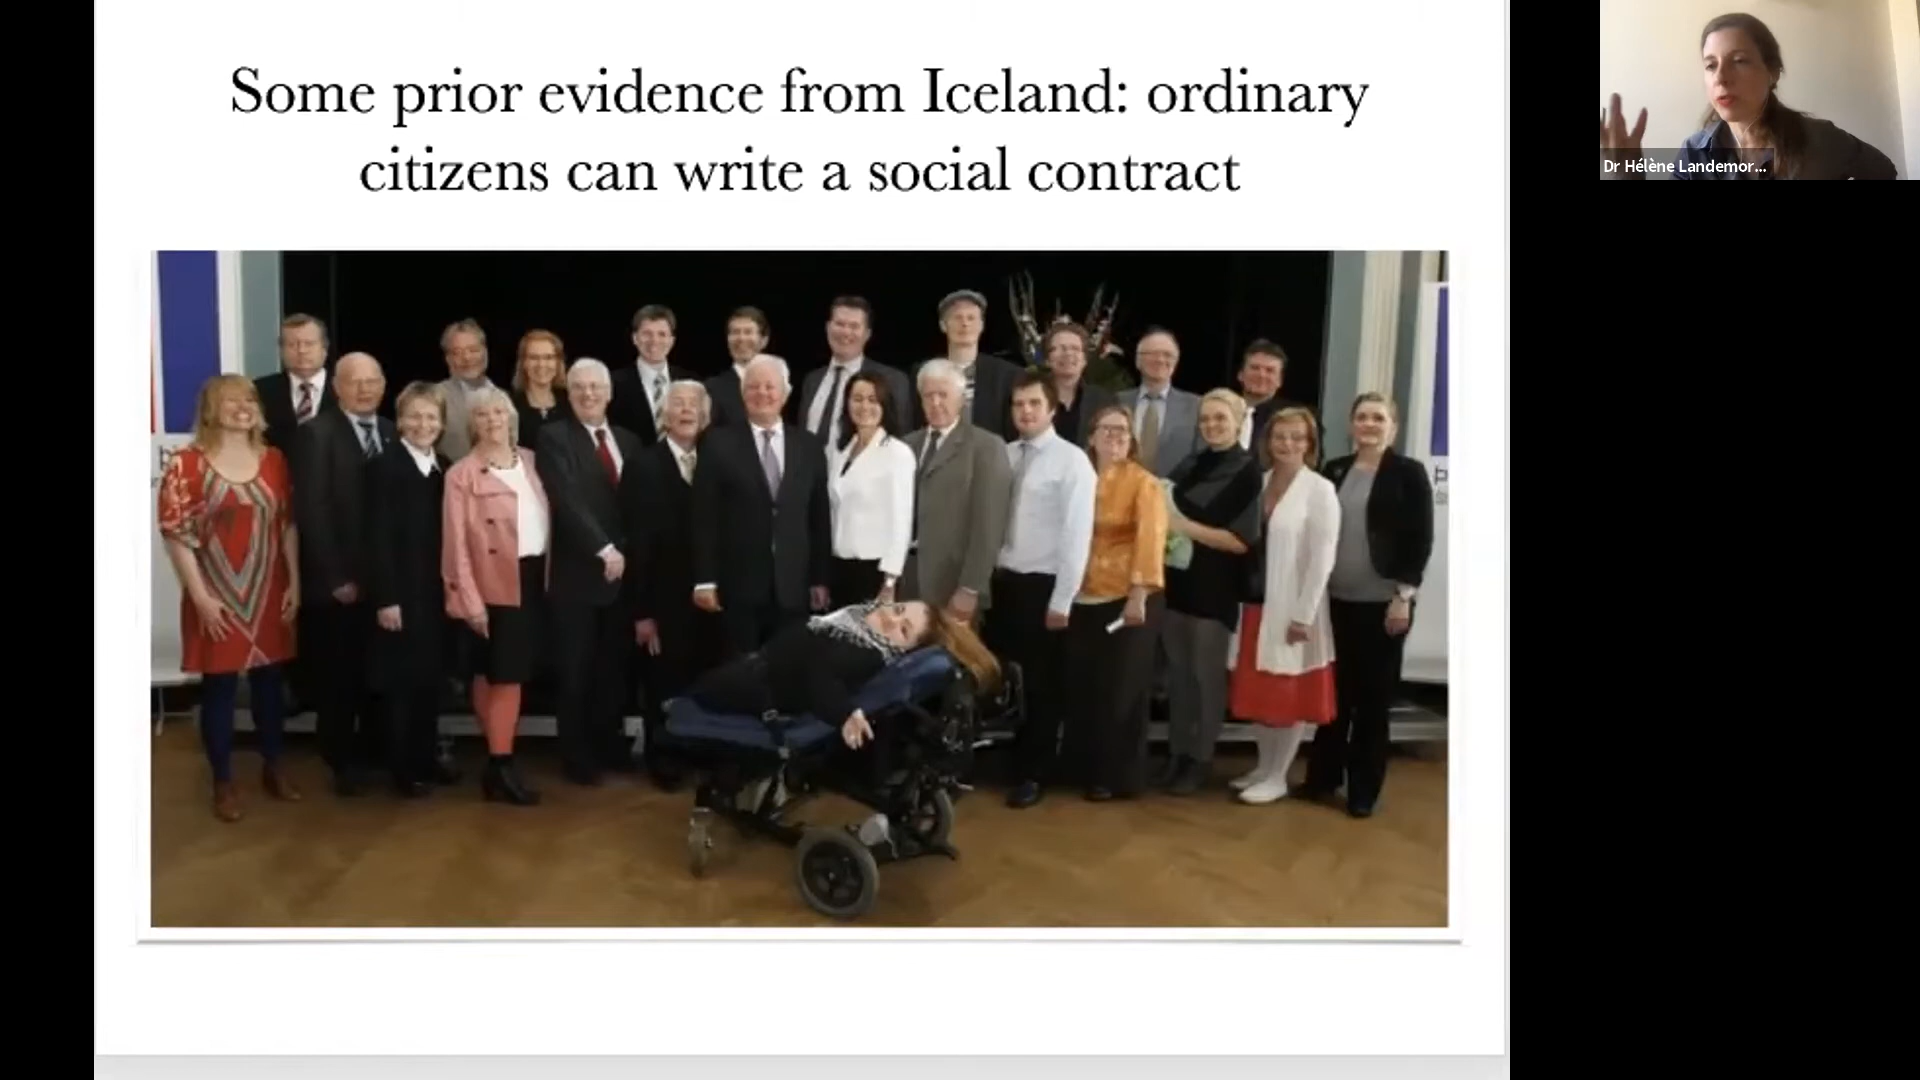 Some prior evidence from Iceland: ordinary
citizens can write a social contract
Dr Hélène Landemor...